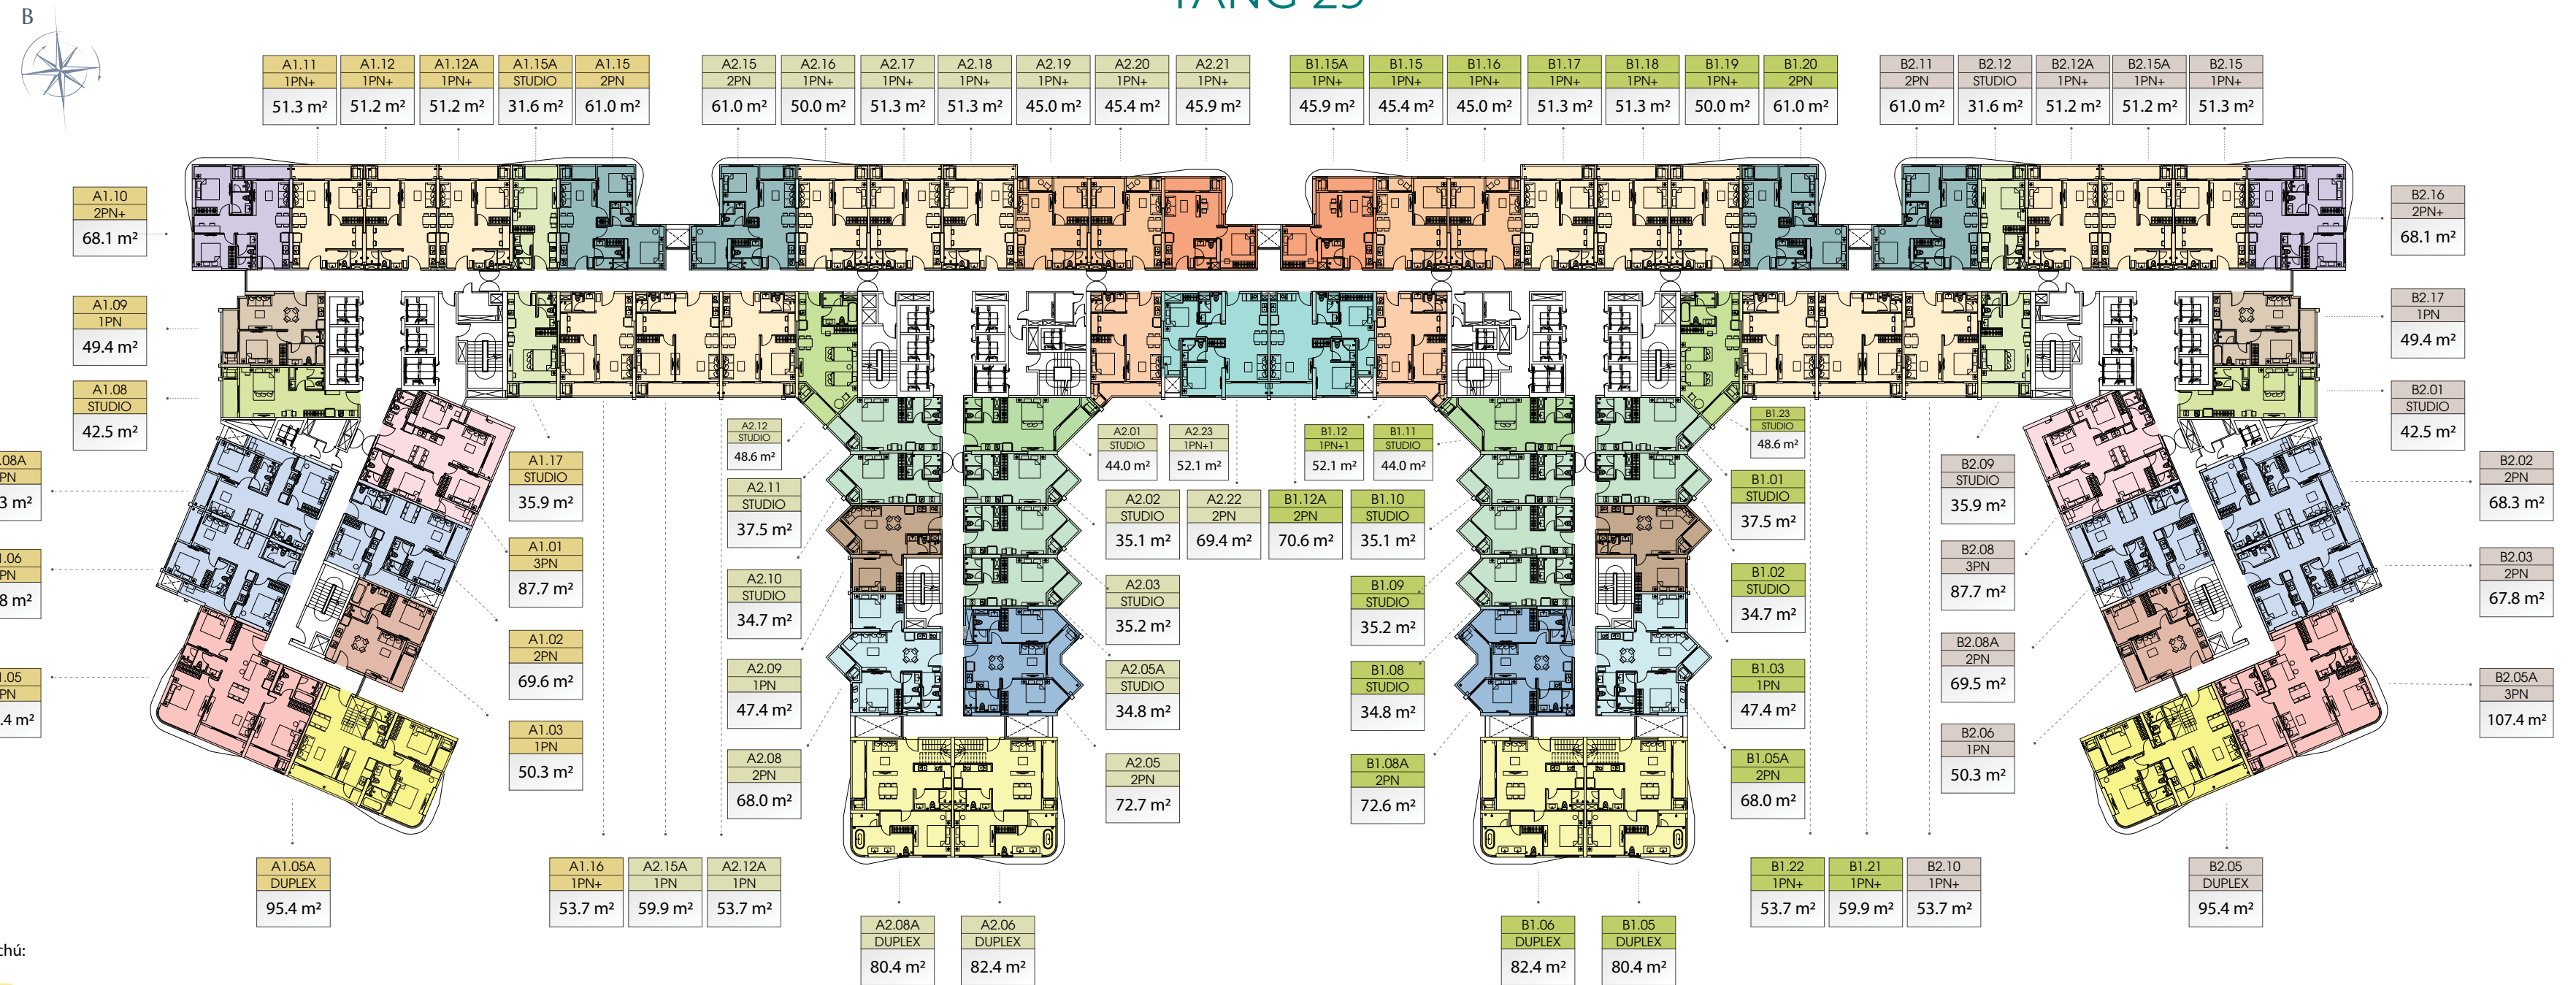 TẦNG 25
B
A1.11
1PN+
51.3 m²
A1.12
1PN+
51.2 m²
A1.12A
1PN+
51.2 m²
A1.15A
STUDIO
31.6 m²
A1.15
2PN
61.0 m²
A2.15
2PN
61.0 m²
A2.16
1PN+
50.0 m²
A2.17
1PN+
51.3 m²
A2.18
1PN+
51.3 m²
A2.19
1PN+
45.0 m²
A2.20
1PN+
45.4 m²
A2.21
1PN+
45.9 m²
B1.15A
1PN+
45.9 m²
B1.15
1PN+
45.4 m²
B1.16
1PN+
45.0 m²
B1.17
1PN+
51.3 m²
B1.18
1PN+
51.3 m²
B1.19
1PN+
50.0 m²
B1.20
2PN
61.0 m²
B2.11
2PN
61.0 m²
B2.12
STUDIO
31.6 m²
B2.12A
1PN+
51.2 m²
B2.15A
1PN+
51.2 m²
B2.15
1PN+
51.3 m²
A1.10
2PN+
68.1 m²
B2.16
2PN+
68.1 m²
A1.09
1PN
49.4 m²
B2.17
1PN
49.4 m²
A1.08
STUDIO
42.5 m²
B2.01
STUDIO
42.5 m²
.08A
PN
3 m²
1.06
PN
8 m²
1.05
PN
.4 m²
A1.17
STUDIO
35.9 m²
A1.01
3PN
87.7 m²
A1.02
2PN
69.6 m²
A1.03
1PN
50.3 m²
A2.12
STUDIO
48.6 m²
A2.11
STUDIO
37.5 m²
A2.10
STUDIO
34.7 m²
A2.09
1PN
47.4 m²
A2.08
2PN
68.0 m²
A2.01
STUDIO
44.0 m²
A2.23
1PN+1
52.1 m²
B1.12
1PN+1
52.1 m²
B1.11
STUDIO
44.0 m²
A2.02
STUDIO
35.1 m²
A2.22
2PN
69.4 m²
B1.12A
2PN
70.6 m²
B1.10
STUDIO
35.1 m²
A2.03
STUDIO
35.2 m²
B1.09
STUDIO
35.2 m²
A2.05A
STUDIO
34.8 m²
B1.08
STUDIO
34.8 m²
A2.05
2PN
72.7 m²
B1.08A
2PN
72.6 m²
B1.23
STUDIO
48.6 m²
B1.01
STUDIO
37.5 m²
B1.02
STUDIO
34.7 m²
B1.03
1PN
47.4 m²
B1.05A
2PN
68.0 m²
B2.09
STUDIO
35.9 m²
B2.08
3PN
87.7 m²
B2.08A
2PN
69.5 m²
B2.06
1PN
50.3 m²
B2.02
2PN
68.3 m²
B2.03
2PN
67.8 m²
B2.05A
3PN
107.4 m²
A1.05A
DUPLEX
95.4 m²
A1.16
1PN+
53.7 m²
A2.15A
1PN
59.9 m²
A2.12A
1PN
53.7 m²
B1.22
1PN+
53.7 m²
B1.21
1PN+
59.9 m²
B2.10
1PN+
53.7 m²
B2.05
DUPLEX
95.4 m²
A2.08A
DUPLEX
80.4 m²
A2.06
DUPLEX
82.4 m²
B1.06
DUPLEX
82.4 m²
B1.05
DUPLEX
80.4 m²
chú: